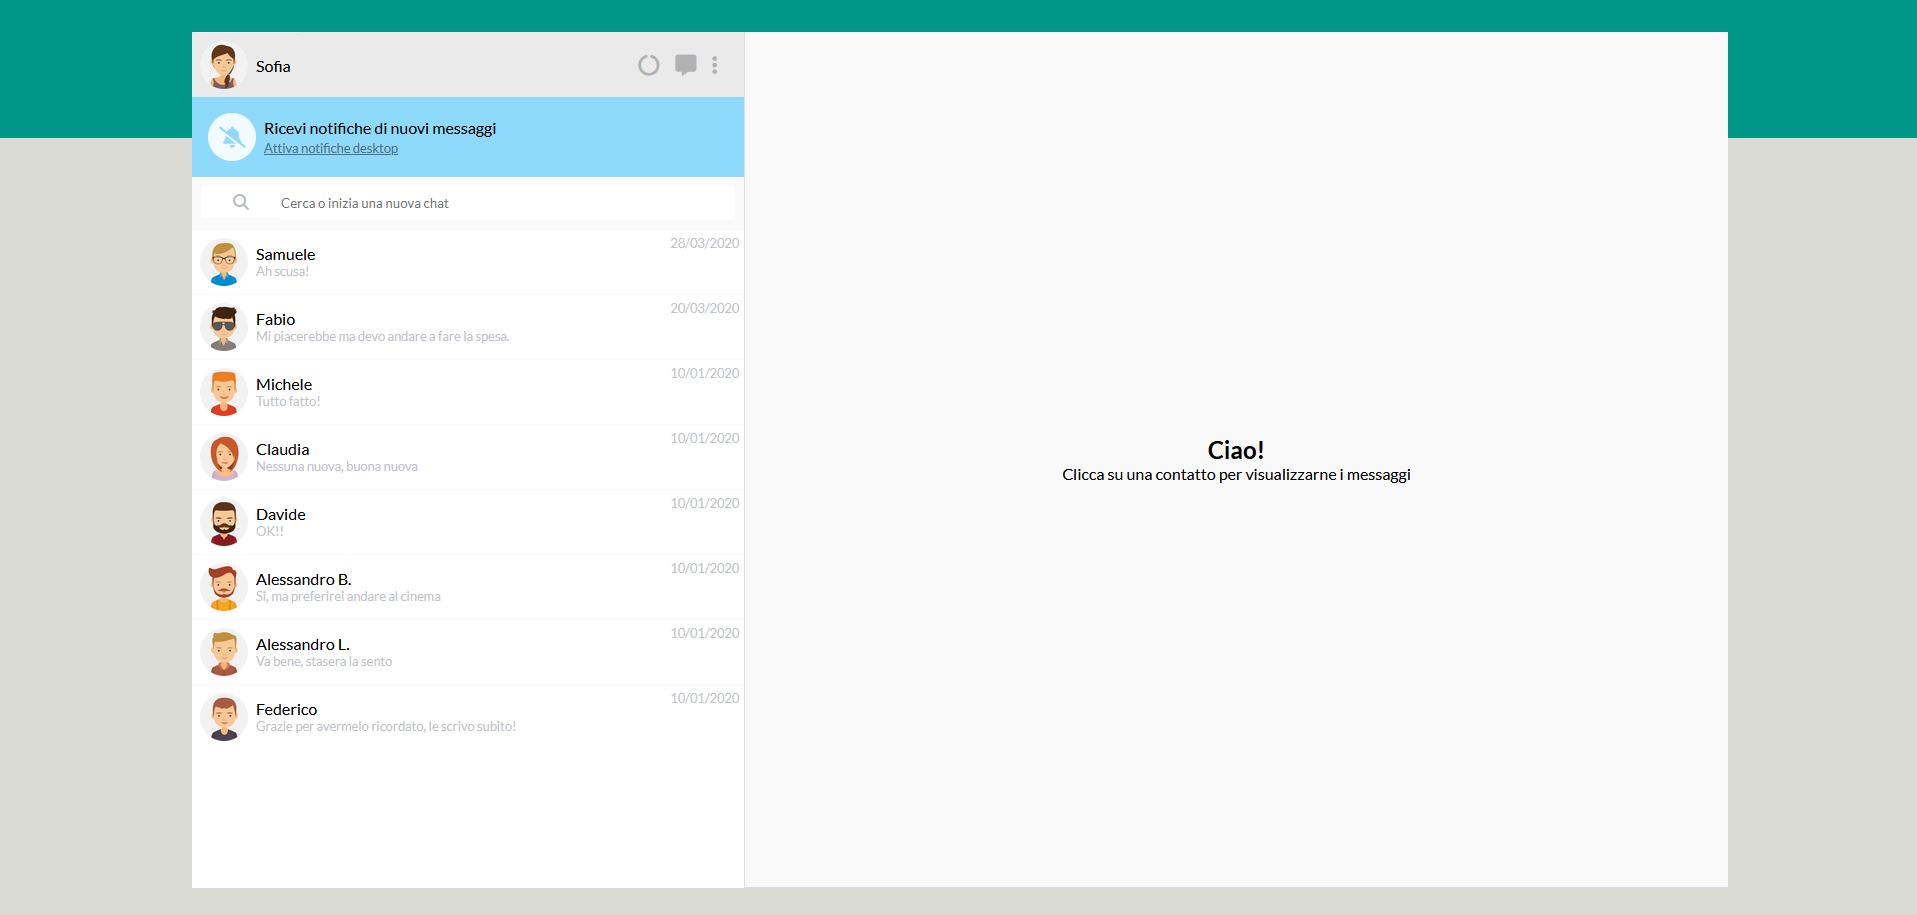 Sofia
Ricevi notifiche di nuovi messaggi
Attiva notifiche desktop
Cerca o inizia una nuova chat
Samuele
28/03/2020
Ah scusa!
Fabio
20/03/2020
Mi piacerebbe ma devo andare a fare la spesa.
Michele
10/01/2020
Tutto fatto!
Claudia
10/01/2020
Nessuna nuova, buona nuova
Davide
10/01/2020
OK!!
Alessandro B.
10/01/2020
Si, ma preferirei andare al cinema
Alessandro L.
10/01/2020
Va bene, stasera la sento
Federico
10/01/2020
Grazie per avermelo ricordato, le scrivo subito!
Ciao!
Clicca su una contatto per visualizzarne i messaggi